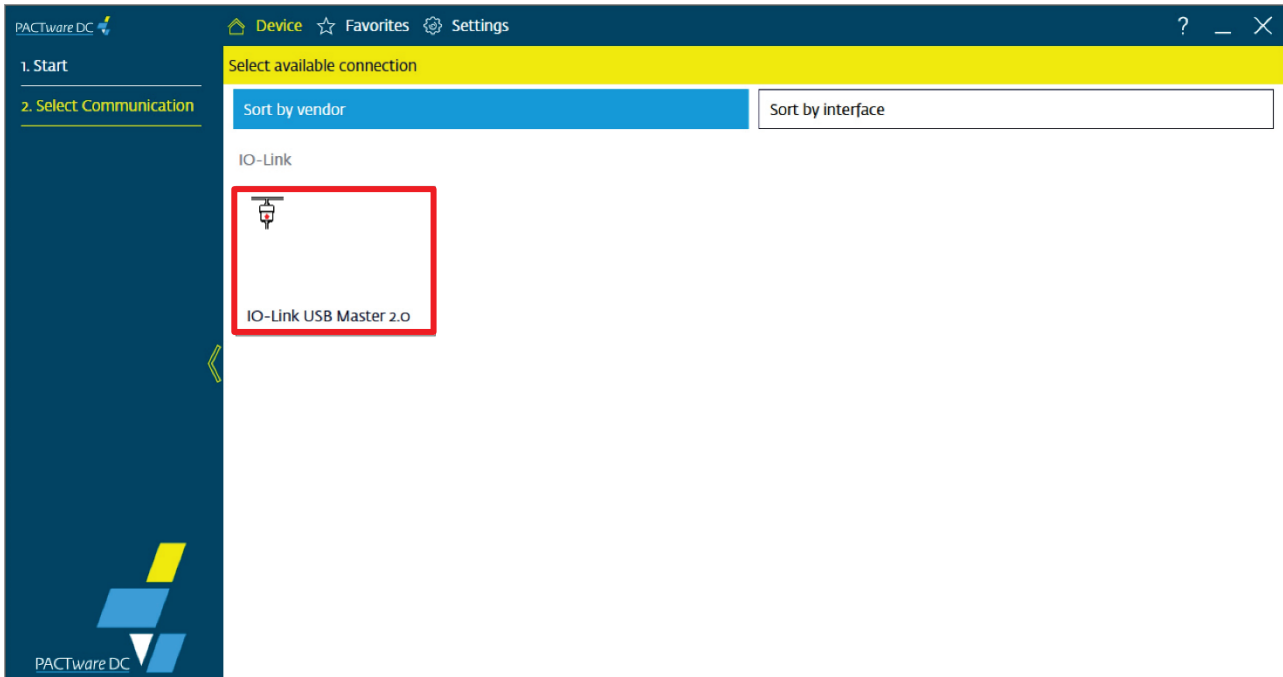 PACTware DC
Device Favorites Settings ?
1. Start
Select available connection
2. Select Communication
Sort by vendor
Sort by interface
IO-Link
IO-Link USB Master 2.0
PACTware DC